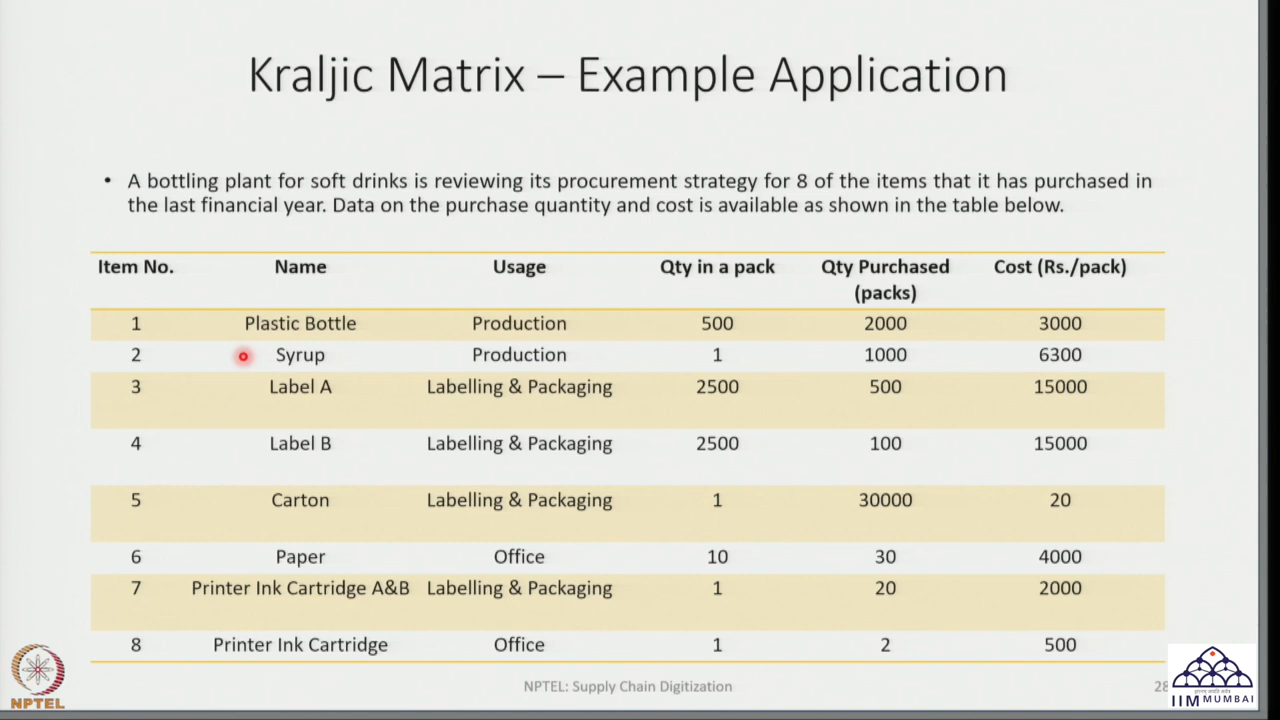 Kraljic Matrix – Example Application
• A bottling plant for soft drinks is reviewing its procurement strategy for 8 of the items that it has purchased in
the last financial year. Data on the purchase quantity and cost is available as shown in the table below.
Item No. Name Usage Qty in a pack Qty Purchased (packs) Cost (Rs./pack)
1 Plastic Bottle Production 500 2000 3000
2 Syrup Production 1 1000 6300
3 Label A Labelling & Packaging 2500 500 15000
4 Label B Labelling & Packaging 2500 100 15000
5 Carton Labelling & Packaging 1 30000 20
6 Paper Office 10 30 4000
7 Printer Ink Cartridge A&B Labelling & Packaging 1 20 2000
8 Printer Ink Cartridge Office 1 2 500
NPTEL
NPTEL: Supply Chain Digitization
28
IIM MUMBAI